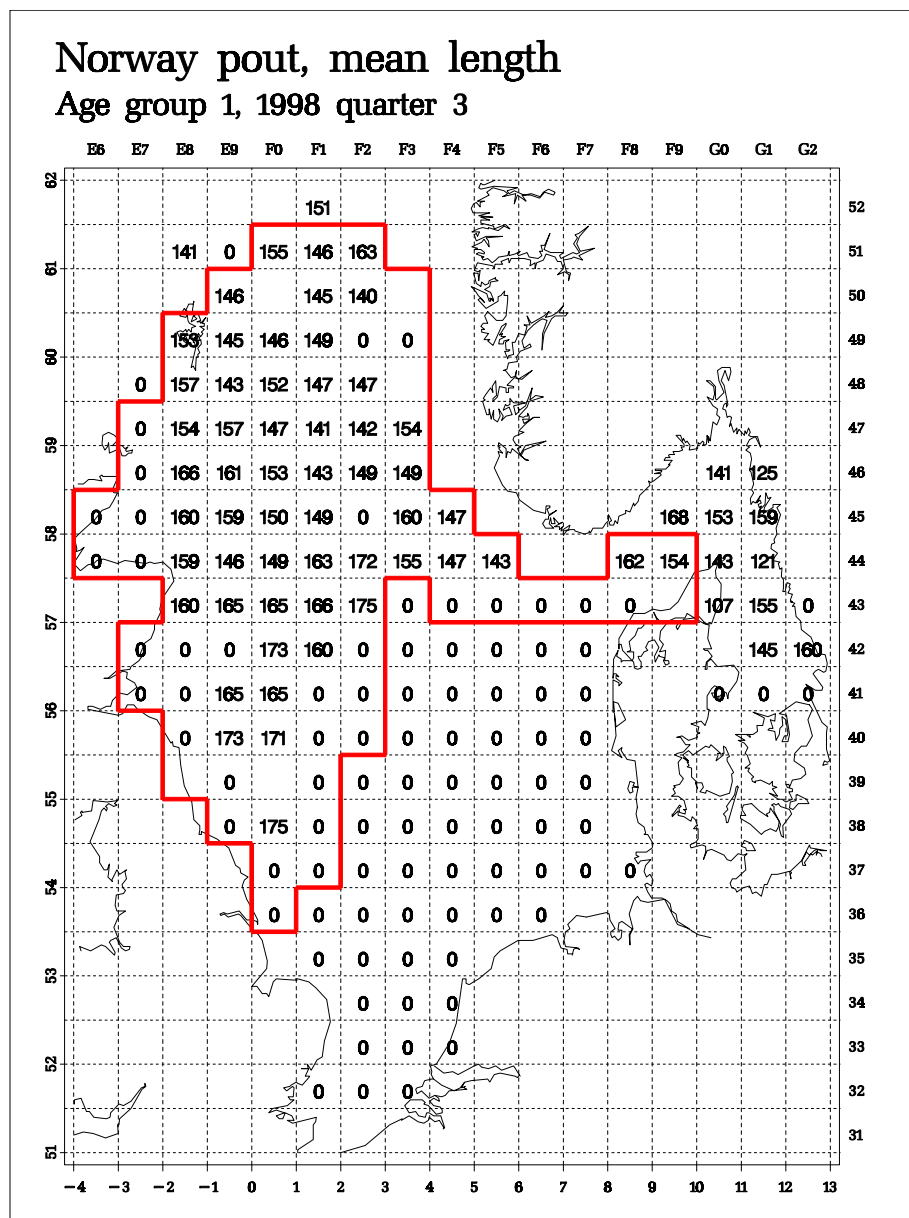 Norway pout, mean length
Age group 1, 1998 quarter 3
E6 E7 E8 E9 F0 F1 F2 F3 F4 F5 F6 F7 F8 F9 G0 G1 G2
62
151 52
141 0 155 146 163 51
61
146 145 140 50
153 145 146 149 0 0 49
60
0 157 143 152 147 147 48
0 154 157 147 141 142 154 47
59
0 166 161 153 143 149 149 141 125 46
0 0 160 159 150 149 0 160 147 168 153 159 45
58
0 0 159 146 149 163 172 155 147 143 162 154 143 121 44
160 165 165 166 175 0 0 0 0 0 0 107 155 0 43
57
0 0 0 173 160 0 0 0 0 0 0 145 160 42
0 0 165 165 0 0 0 0 0 0 0 0 0 0 41
56
0 173 171 0 0 0 0 0 0 0 40
0 0 0 0 0 0 0 0 39
55
0 175 0 0 0 0 0 0 0 38
0 0 0 0 0 0 0 0 0 37
54
0 0 0 0 0 0 0 36
0 0 0 0 35
53
0 0 0 34
0 0 0 33
52
0 0 0 32
31
51
−4 −3 −2 −1 0 1 2 3 4 5 6 7 8 9 10 11 12 13